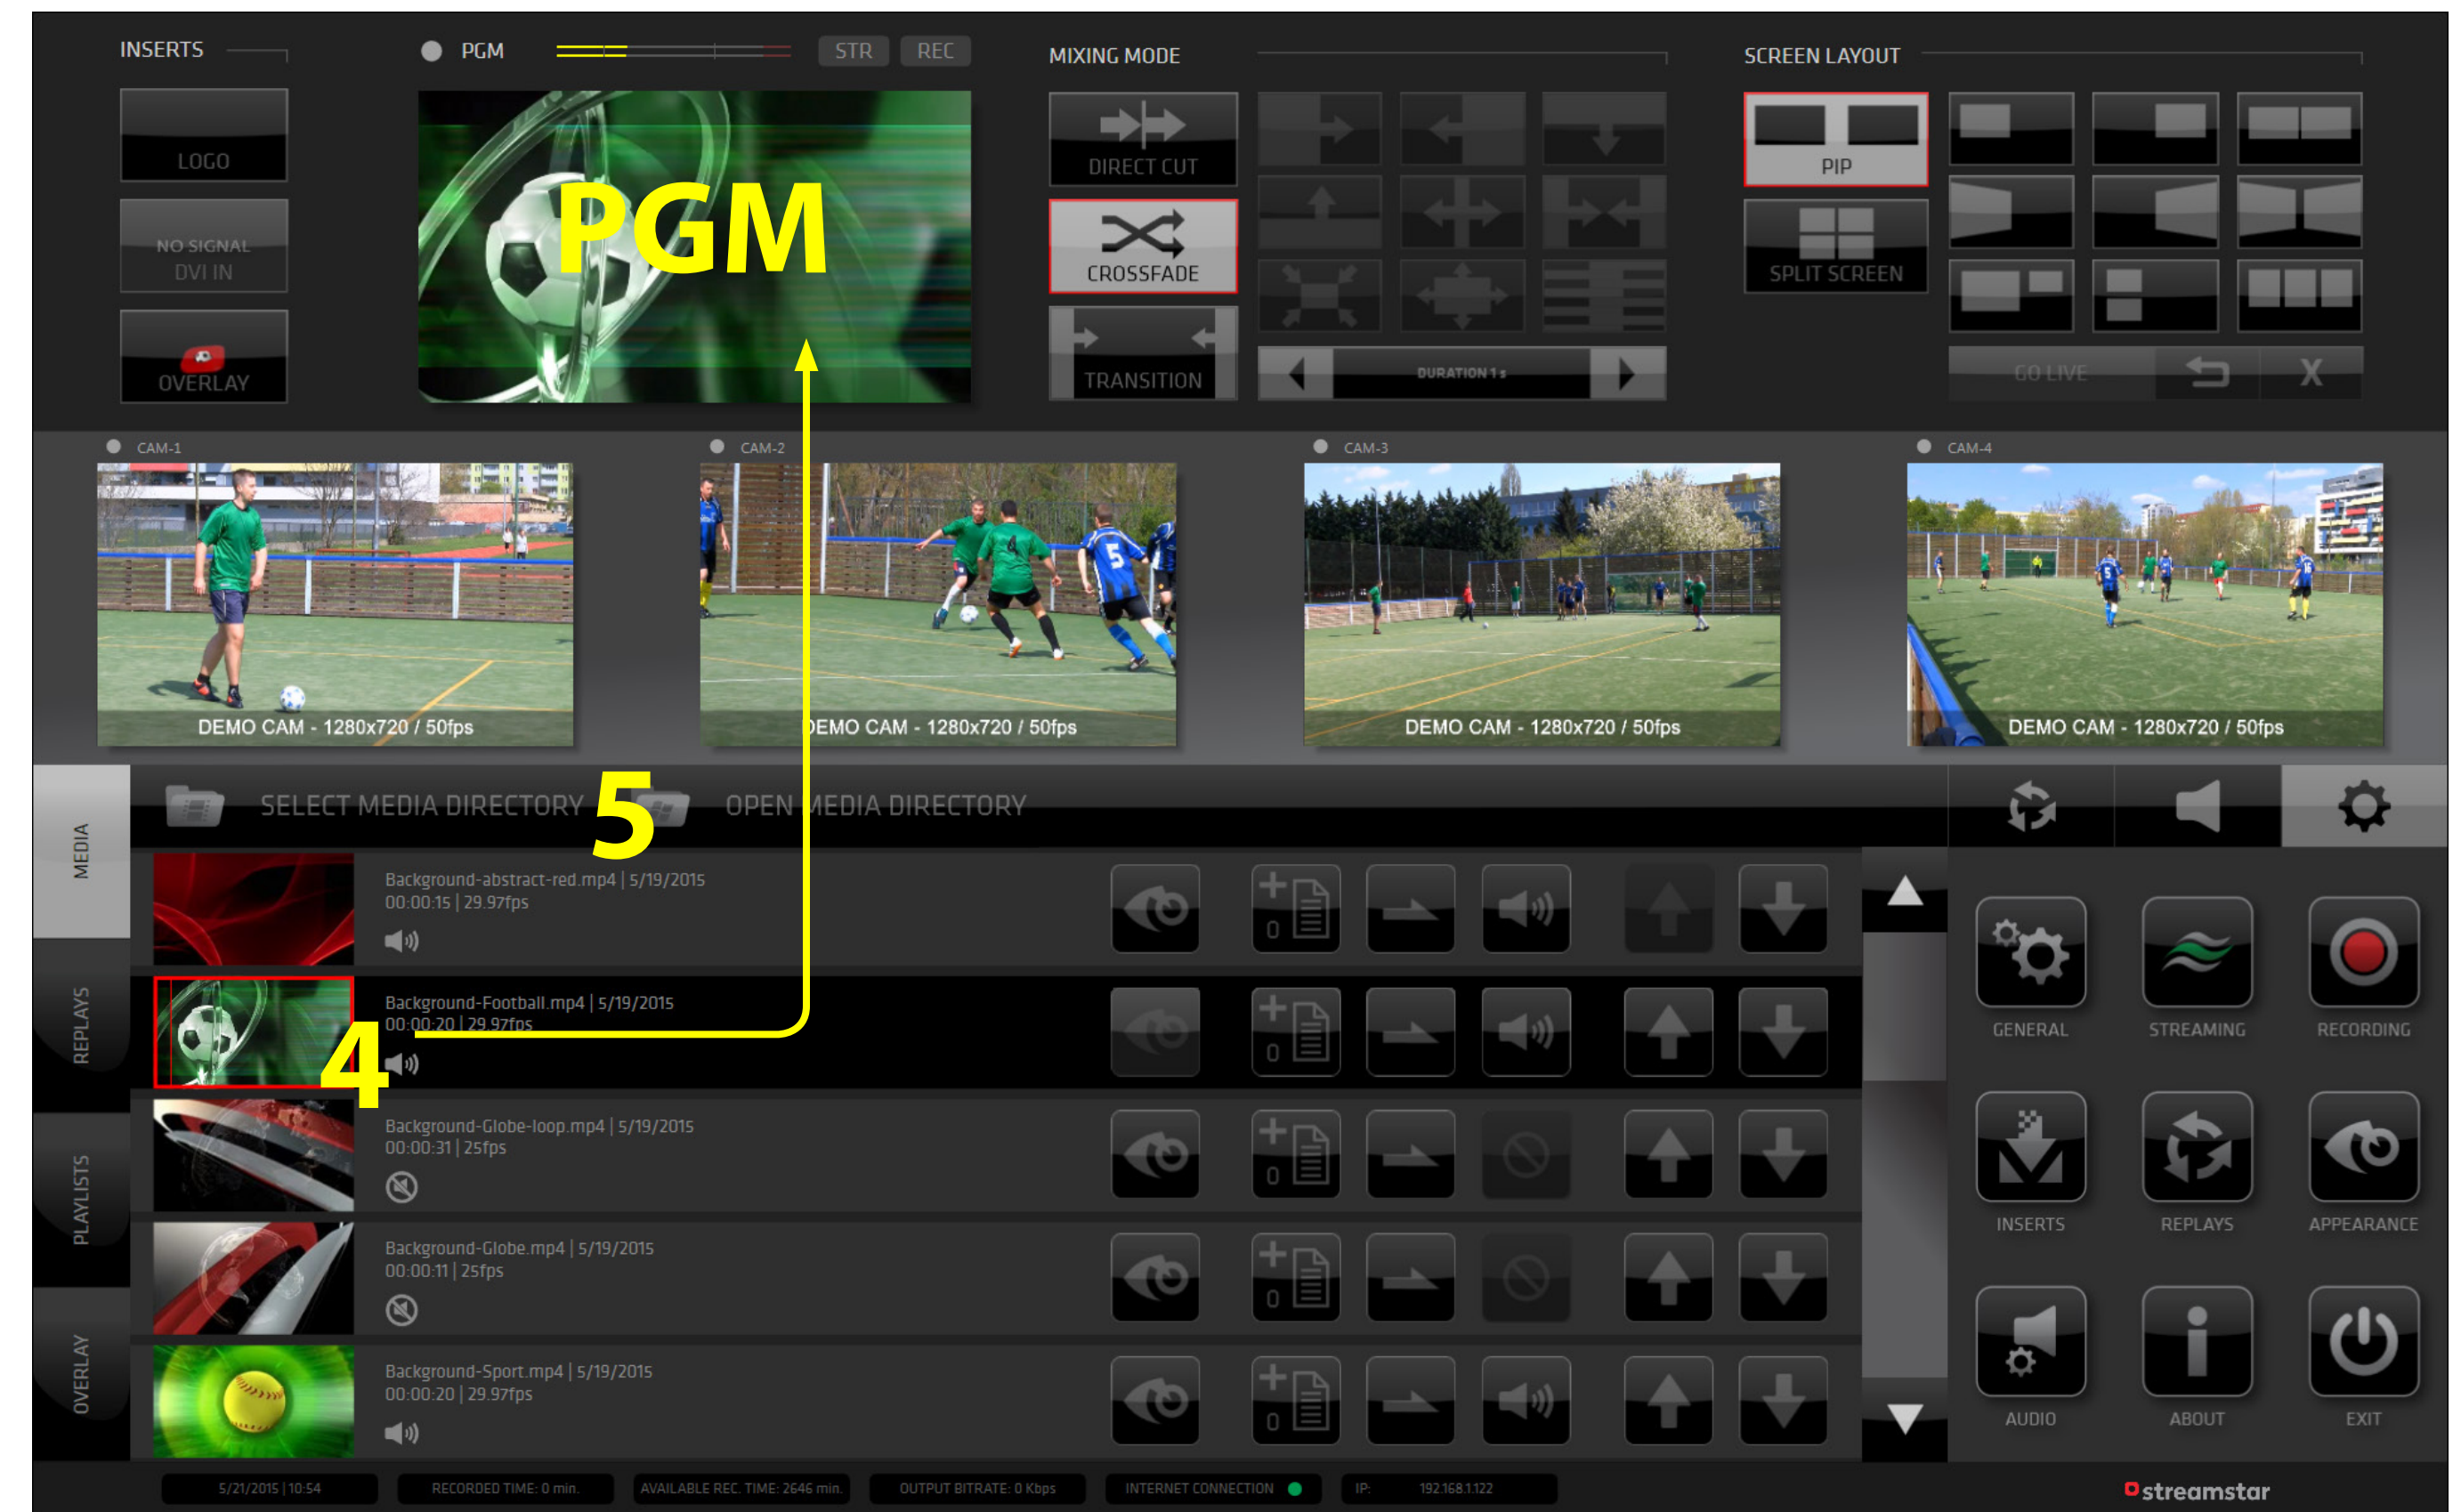 INSERTS
PGM
STR
REC
MIXING MODE
SCREEN LAYOUT
LOGO
NO SIGNAL
DVI IN
OVERLAY
PGM
DIRECT CUT
CROSSFADE
TRANSITION
DURATION 1 s
PIP
SPLIT SCREEN
GO LIVE
X
CAM-1
CAM-2
CAM-3
CAM-4
4
5
5
16
DEMO CAM - 1280x720 / 50fps
DEMO CAM - 1280x720 / 50fps
DEMO CAM - 1280x720 / 50fps
DEMO CAM - 1280x720 / 50fps
MEDIA
REPLAYS
PLAYLISTS
OVERLAY
SELECT MEDIA DIRECTORY
5
OPEN MEDIA DIRECTORY
Background-abstract-red.mp4 | 5/19/2015
00:00:15 | 29.97fps
0
Background-Football.mp4 | 5/19/2015
00:00:20 | 29.97fps
4
0
Background-Globe-loop.mp4 | 5/19/2015
00:00:31 | 25fps
0
Background-Globe.mp4 | 5/19/2015
00:00:11 | 25fps
0
Background-Sport.mp4 | 5/19/2015
00:00:20 | 29.97fps
0
GENERAL
STREAMING
RECORDING
INSERTS
REPLAYS
APPEARANCE
AUDIO
ABOUT
EXIT
5/21/2015 | 10:54
RECORDED TIME: 0 min.
AVAILABLE REC. TIME: 2646 min.
OUTPUT BITRATE: 0 Kbps
INTERNET CONNECTION
IP: 192.168.1.122
streamstar